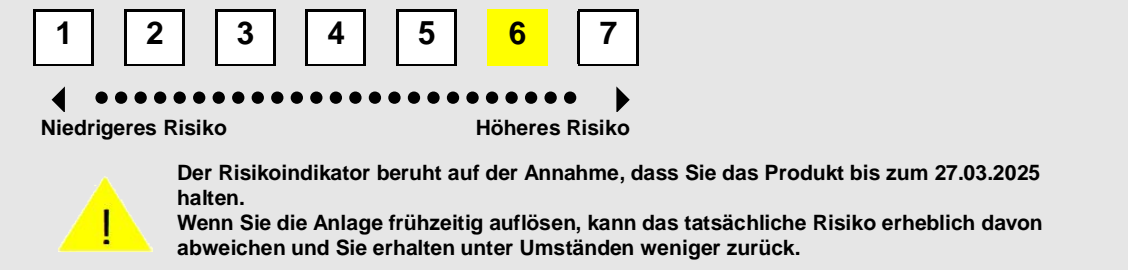 1 2 3 4 5 6 7
Niedrigeres Risiko Höheres Risiko
Der Risikoindikator beruht auf der Annahme, dass Sie das Produkt bis zum 27.03.2025
halten.
Wenn Sie die Anlage frühzeitig auflösen, kann das tatsächliche Risiko erheblich davon
abweichen und Sie erhalten unter Umständen weniger zurück.
!